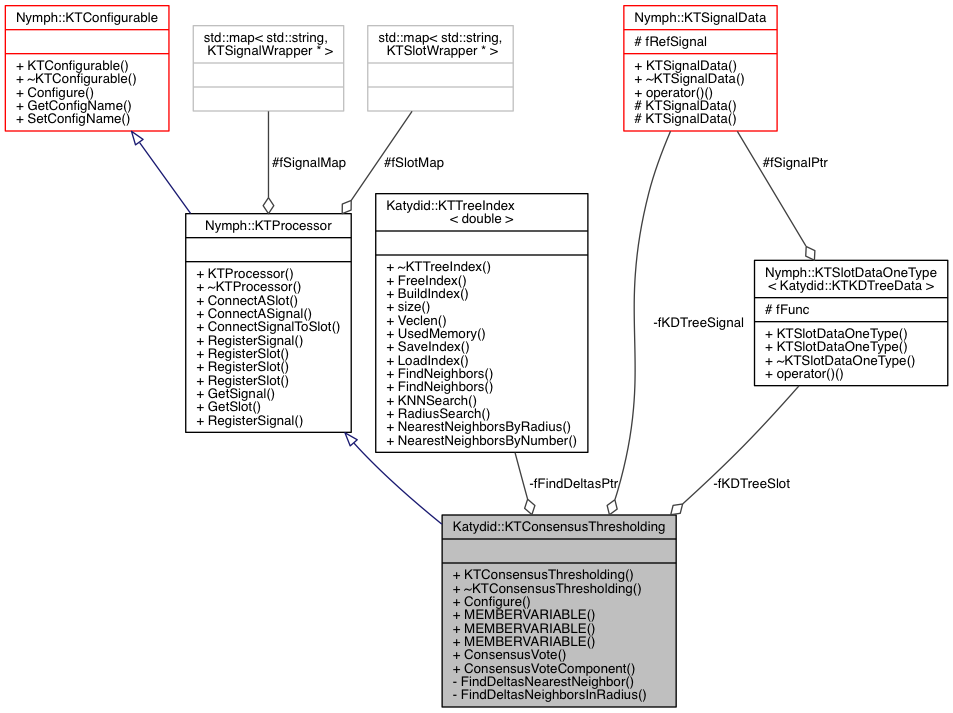 Nymph::KTConfigurable
+ KTConfigurable()
+ ~KTConfigurable()
+ Configure()
+ GetConfigName()
+ SetConfigName()
std::map< std::string,
KTSignalWrapper * >
std::map< std::string,
KTSlotWrapper * >
Nymph::KTSignalData
# fRefSignal
+ KTSignalData()
+ ~KTSignalData()
+ operator()()
# KTSignalData()
# KTSignalData()
#fSignalMap
#fSlotMap
#fSignalPtr
Nymph::KTProcessor
+ KTProcessor()
+ ~KTProcessor()
+ ConnectASlot()
+ ConnectASignal()
+ ConnectSignalToSlot()
+ RegisterSignal()
+ RegisterSlot()
+ RegisterSlot()
+ RegisterSlot()
+ GetSignal()
+ GetSlot()
+ RegisterSignal()
Katydid::KTTreeIndex
< double >
+ ~KTTreeIndex()
+ FreeIndex()
+ BuildIndex()
+ size()
+ Veclen()
+ UsedMemory()
+ SaveIndex()
+ LoadIndex()
+ FindNeighbors()
+ FindNeighbors()
+ KNNSearch()
+ RadiusSearch()
+ NearestNeighborsByRadius()
+ NearestNeighborsByNumber()
-fKDTreeSignal
Nymph::KTSlotDataOneType
< Katydid::KTKDTreeData >
# fFunc
+ KTSlotDataOneType()
+ KTSlotDataOneType()
+ ~KTSlotDataOneType()
+ operator()()
-fFindDeltasPtr
-fKDTreeSlot
Katydid::KTConsensusThresholding
+ KTConsensusThresholding()
+ ~KTConsensusThresholding()
+ Configure()
+ MEMBERVARIABLE()
+ MEMBERVARIABLE()
+ MEMBERVARIABLE()
+ ConsensusVote()
+ ConsensusVoteComponent()
- FindDeltasNearestNeighbor()
- FindDeltasNeighborsInRadius()